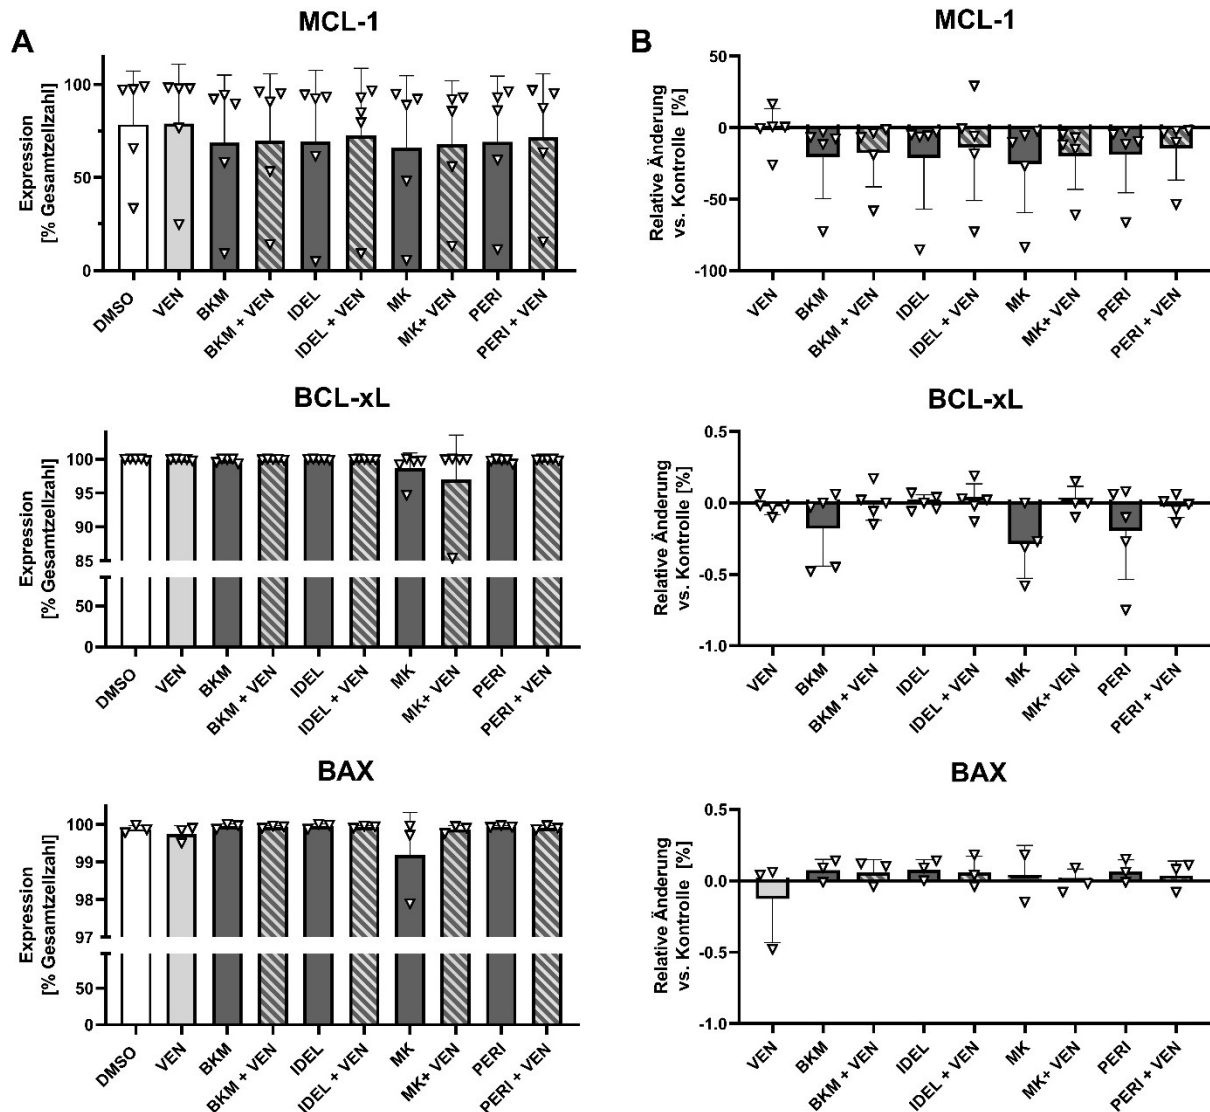 A
MCL-1
Expression
[% Gesamtzellzahl]
100
50
0
DMSO
VEN
BKM
BKM + VEN
IDEL
IDEL + VEN
MK
MK+ VEN
PERI
PERI + VEN
BCL-xL
Expression
[% Gesamtzellzahl]
100
95
90
85
50
0
DMSO
VEN
BKM
BKM + VEN
IDEL
IDEL + VEN
MK
MK+ VEN
PERI
PERI + VEN
BAX
Expression
[% Gesamtzellzahl]
100
99
98
97
50
0
DMSO
VEN
BKM
BKM + VEN
IDEL
IDEL + VEN
MK
MK+ VEN
PERI
PERI + VEN
B
MCL-1
Relative Änderung
vs. Kontrolle [%]
50
0
-50
-100
VEN
BKM
BKM + VEN
IDEL
IDEL + VEN
MK
MK+ VEN
PERI
PERI + VEN
BCL-xL
Relative Änderung
vs. Kontrolle [%]
0.5
0.0
-0.5
-1.0
VEN
BKM
BKM + VEN
IDEL
IDEL + VEN
MK
MK+ VEN
PERI
PERI + VEN
BAX
Relative Änderung
vs. Kontrolle [%]
0.5
0.0
-0.5
-1.0
VEN
BKM
BKM + VEN
IDEL
IDEL + VEN
MK
MK+ VEN
PERI
PERI + VEN